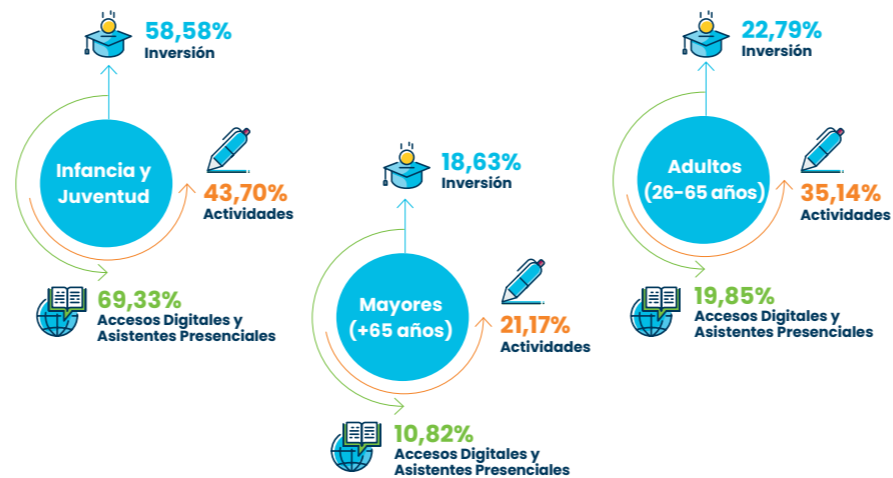 58,58%
Inversión
Infancia y
Juventud
43,70%
Actividades
69,33%
Accesos Digitales y
Asistentes Presenciales
18,63%
Inversión
Mayores
(+65 años)
21,17%
Actividades
10,82%
Accesos Digitales y
Asistentes Presenciales
22,79%
Inversión
Adultos
(26-65 años)
35,14%
Actividades
19,85%
Accesos Digitales y
Asistentes Presenciales